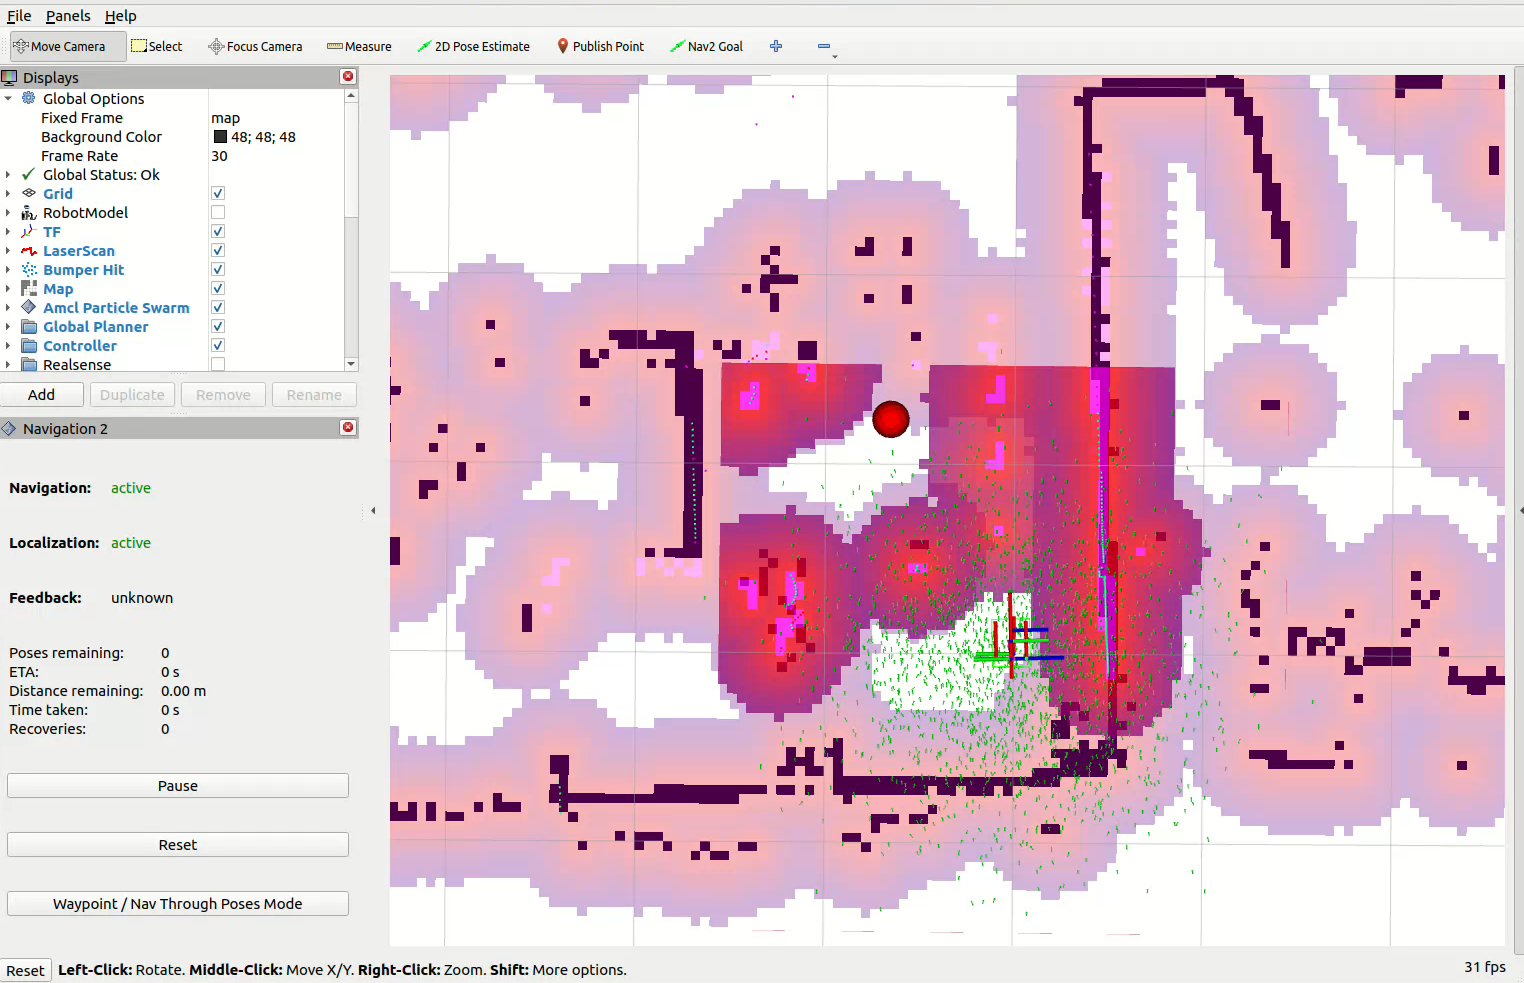 File Panels Help
Move Camera Select Focus Camera Measure 2D Pose Estimate Publish Point Nav2 Goal
Displays
Global Options
Fixed Frame map
Background Color 48; 48; 48
Frame Rate 30
Global Status: Ok
Grid
RobotModel
TF
LaserScan
Bumper Hit
Map
Amcl Particle Swarm
Global Planner
Controller
Realsense
Add Duplicate Remove Rename
Navigation 2
Navigation: active
Localization: active
Feedback: unknown
Poses remaining: 0
ETA: 0 s
Distance remaining: 0.00 m
Time taken: 0 s
Recoveries: 0
Pause
Reset
Waypoint / Nav Through Poses Mode
Reset Left-Click: Rotate. Middle-Click: Move X/Y. Right-Click: Zoom. Shift: More options. 31 fps